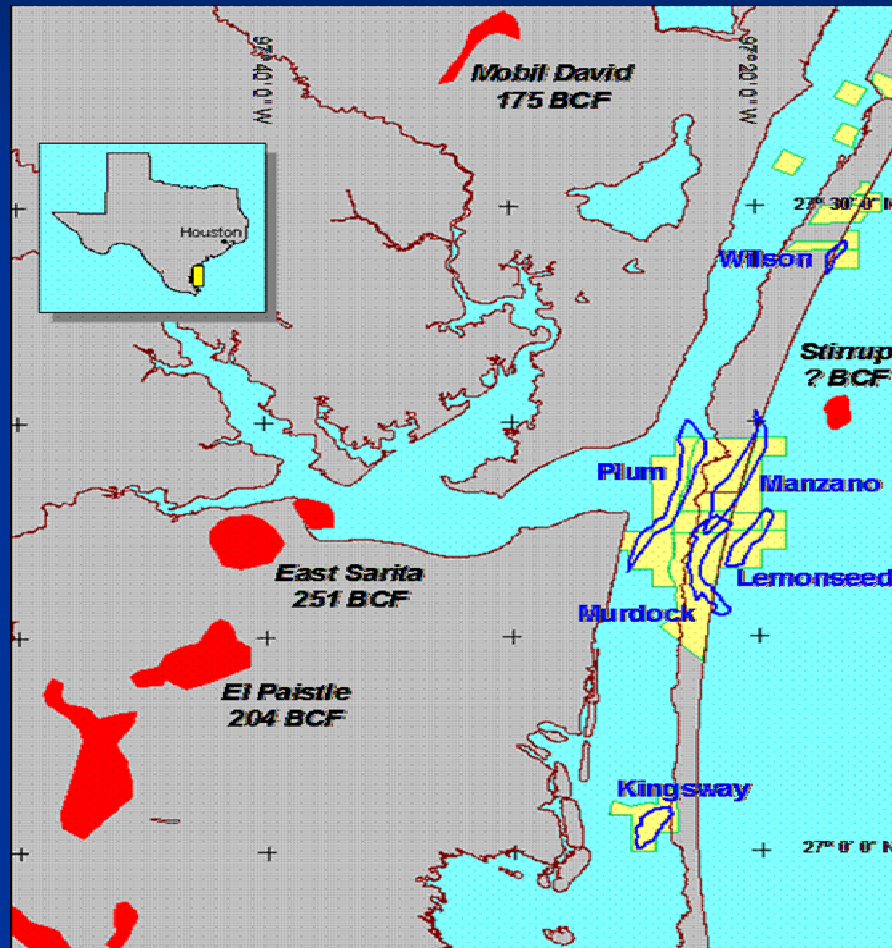 97° 40' 0" W
Mobil David
175 BCF
97° 20' 0" W
Houston
27° 30' 0" N
Wilson
Stirrup
? BCF
Plum
Manzano
East Sarita
251 BCF
Lemonseed
Murdock
El Paistle
204 BCF
Kingsway
27° 0' 0" N